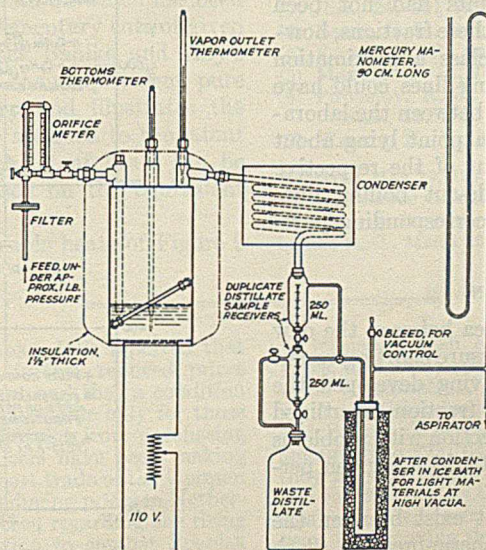 VAPOR OUTLET
THERMOMETER
BOTTOMS
THERMOMETER
ORIFICE
METER
MERCURY MA-
NOMETER,
90 CM. LONG
CONDENSER
FILTER
FEED, UN-
DER AP-
PROX. 1 LB.
PRESSURE
DUPLICATE
DISTILLATE
SAMPLE
RECEIVERS
250
ML.
250 ML.
BLEED, FOR
VACUUM
CONTROL
INSULATION,
1½" THICK
TO
ASPIRATOR
110 V.
WASTE
DISTIL-
LATE
AFTER CONDEN-
SER IN ICE BATH
FOR LIGHT MA-
TERIALS AT
HIGH VACUA.